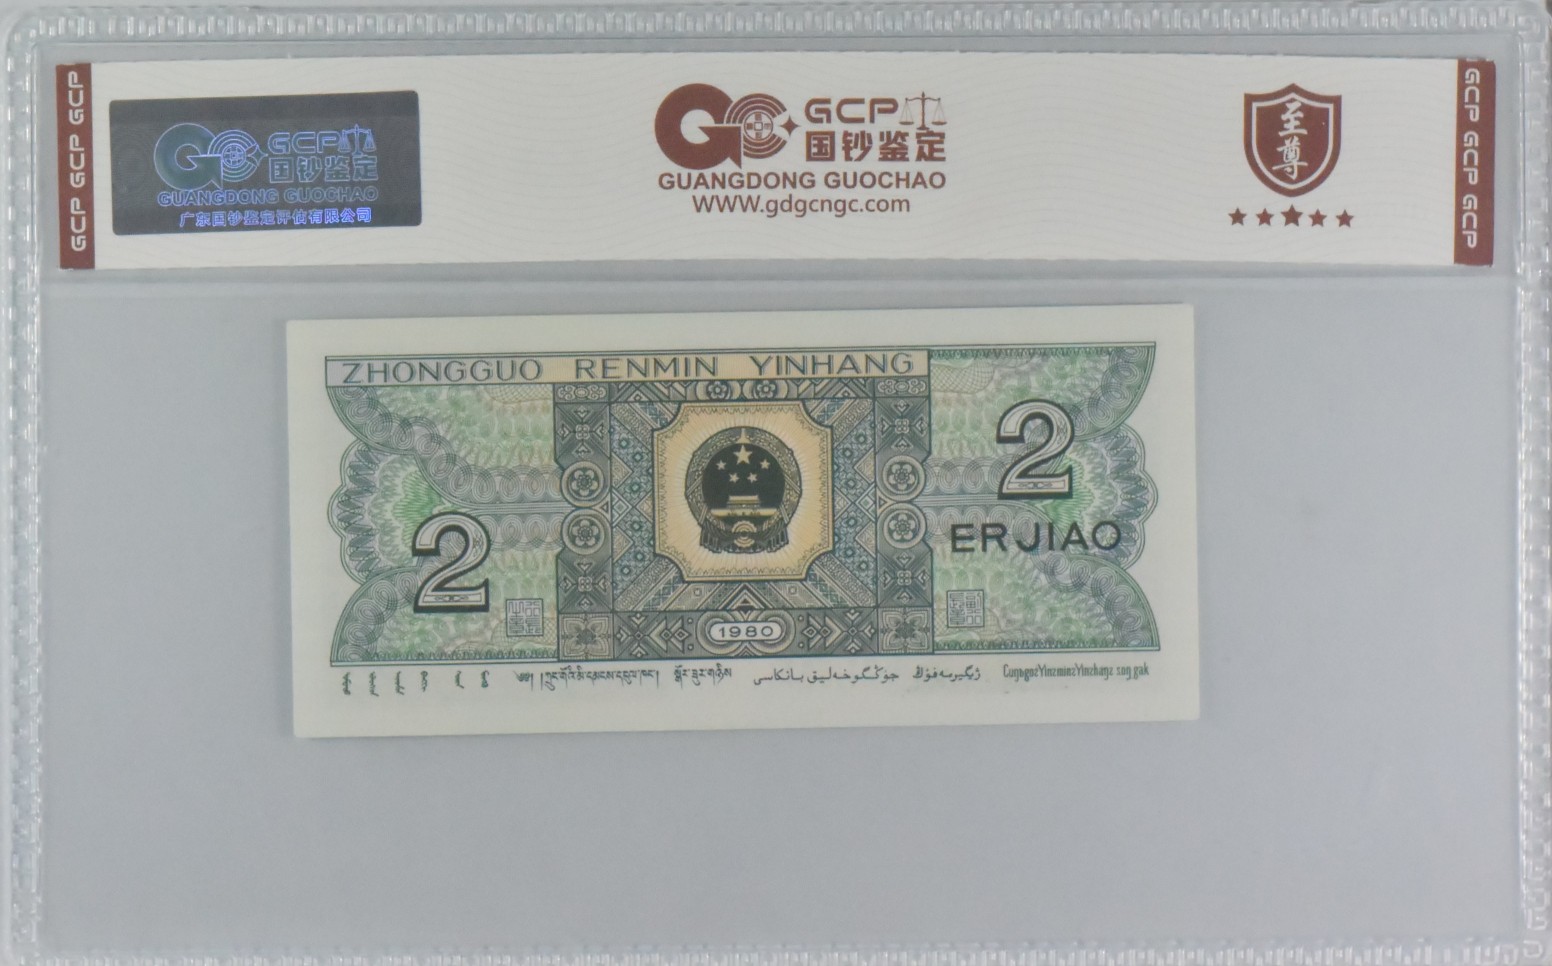 GCP GCP GCP
GCP
国钞鉴定
GUANGDONG GUOCHAO
广东国钞鉴定评估有限公司
GCP
国钞鉴定
GUANGDONG GUOCHAO
WWW.gdgcngc.com
至尊
GCP GCP GCP
ZHONGGUO RENMIN YINHANG
2
2
ERJIAO
1980